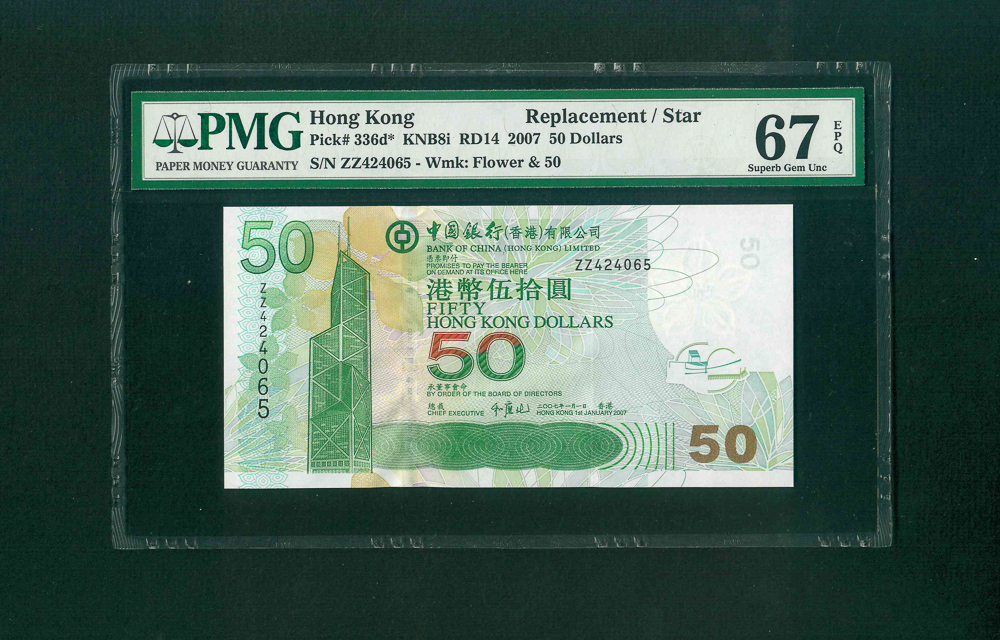 PMG
PAPER MONEY GUARANTY
Hong Kong Replacement / Star
Pick# 336d* KNB8i RD14 2007 50 Dollars
S/N ZZ424065 - Wmk: Flower & 50
67
EPQ
Superb Gem Unc
50
ZZ424065
中国银行(香港)有限公司
BANK OF CHINA (HONG KONG) LIMITED
憑票即付
PROMISES TO PAY THE BEARER
ON DEMAND AT ITS OFFICE HERE
ZZ424065
港幣伍拾圓
FIFTY
HONG KONG DOLLARS
50
承董事會命
BY ORDER OF THE BOARD OF DIRECTORS
總裁
CHIEF EXECUTIVE
二〇〇七年一月一日 香港
HONG KONG 1st JANUARY 2007
50
50